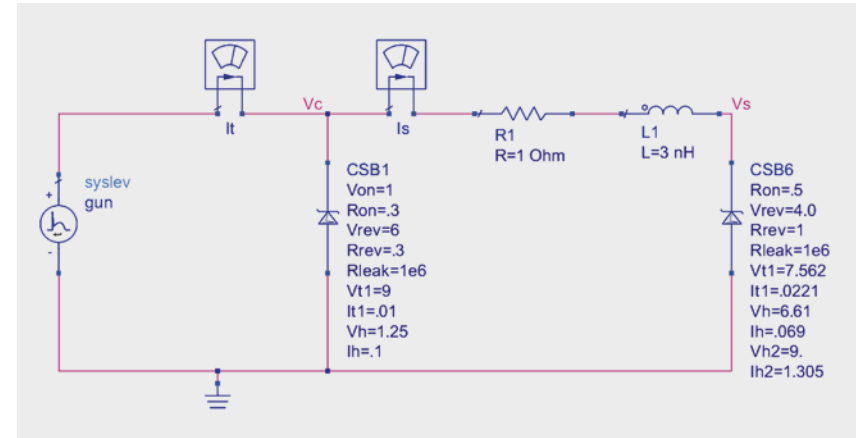 It
Vc
Is
R1
R=1 Ohm
L1
L=3 nH
Vs
syslev
gun
+
-
CSB1
Von=1
Ron=.3
Vrev=6
Rrev=.3
Rleak=1e6
Vt1=9
It1=.01
Vh=1.25
Ih=.1
CSB6
Ron=.5
Vrev=4.0
Rrev=1
Rleak=1e6
Vt1=7.562
It1=.0221
Vh=6.61
Ih=.069
Vh2=9.
Ih2=1.305